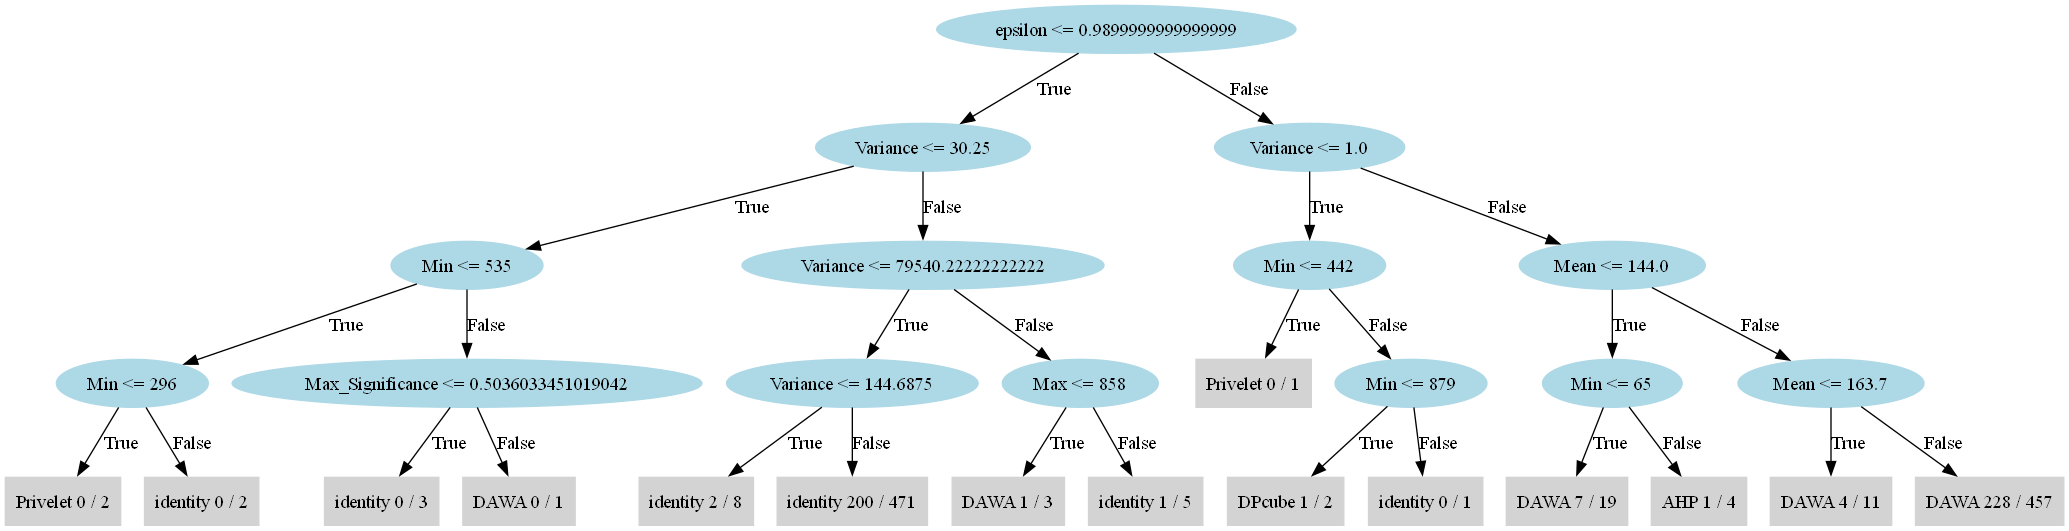 epsilon <= 0.9899999999999999
True
False
Variance <= 30.25
Variance <= 1.0
True
False
True
False
Min <= 535
Variance <= 79540.22222222222
Min <= 442
Mean <= 144.0
True
False
True
False
True
False
True
False
Min <= 296
Max_Significance <= 0.5036033451019042
Variance <= 144.6875
Max <= 858
Privelet 0 / 1
Min <= 879
Min <= 65
Mean <= 163.7
True
False
True
False
True
False
True
False
True
False
True
False
True
False
Privelet 0 / 2
identity 0 / 2
identity 0 / 3
DAWA 0 / 1
identity 2 / 8
identity 200 / 471
DAWA 1 / 3
identity 1 / 5
DPcube 1 / 2
identity 0 / 1
DAWA 7 / 19
AHP 1 / 4
DAWA 4 / 11
DAWA 228 / 457